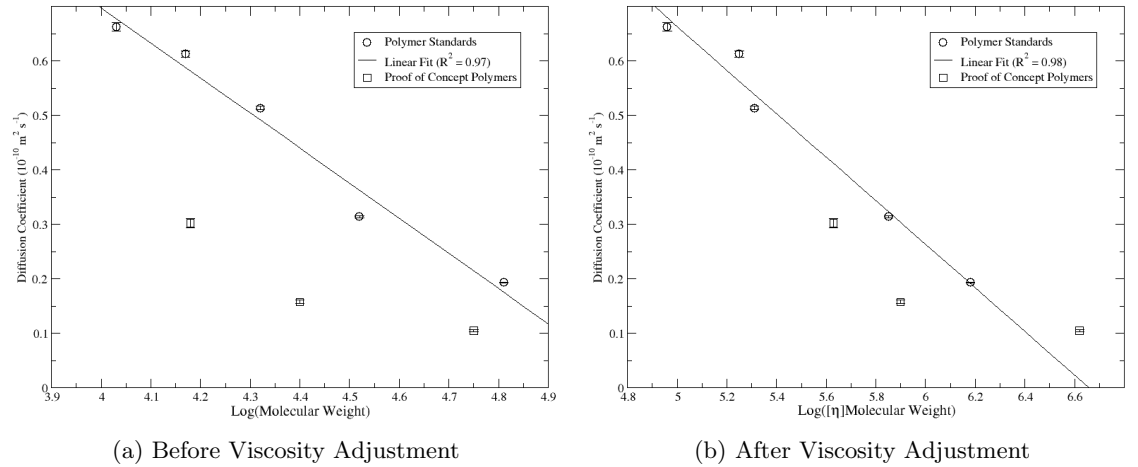 0.6
0.5
0.4
0.3
0.2
0.1
0
Diffusion Coefficient (10⁻¹⁰ m² s⁻¹)
Polymer Standards
Linear Fit (R² = 0.97)
Proof of Concept Polymers
3.9 4 4.1 4.2 4.3 4.4 4.5 4.6 4.7 4.8 4.9
Log(Molecular Weight)
(a) Before Viscosity Adjustment
0.6
0.5
0.4
0.3
0.2
0.1
0
Diffusion Coefficient (10⁻¹⁰ m² s⁻¹)
Polymer Standards
Linear Fit (R² = 0.98)
Proof of Concept Polymers
4.8 5 5.2 5.4 5.6 5.8 6 6.2 6.4 6.6
Log([η]Molecular Weight)
(b) After Viscosity Adjustment